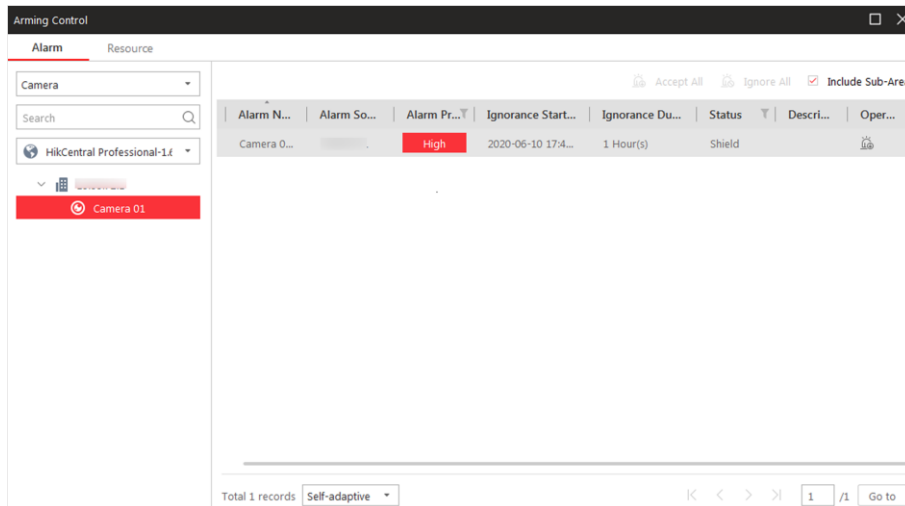 Arming Control
Alarm Resource
Camera
Accept All Ignore All Include Sub-Area
Search
Alarm N... Alarm So... Alarm Pr... Ignorance Start... Ignorance Du... Status Descri... Oper...
HikCentral Professional-1.6
Camera 0... High 2020-06-10 17:4... 1 Hour(s) Shield
Camera 01
Total 1 records Self-adaptive 1 /1 Go to